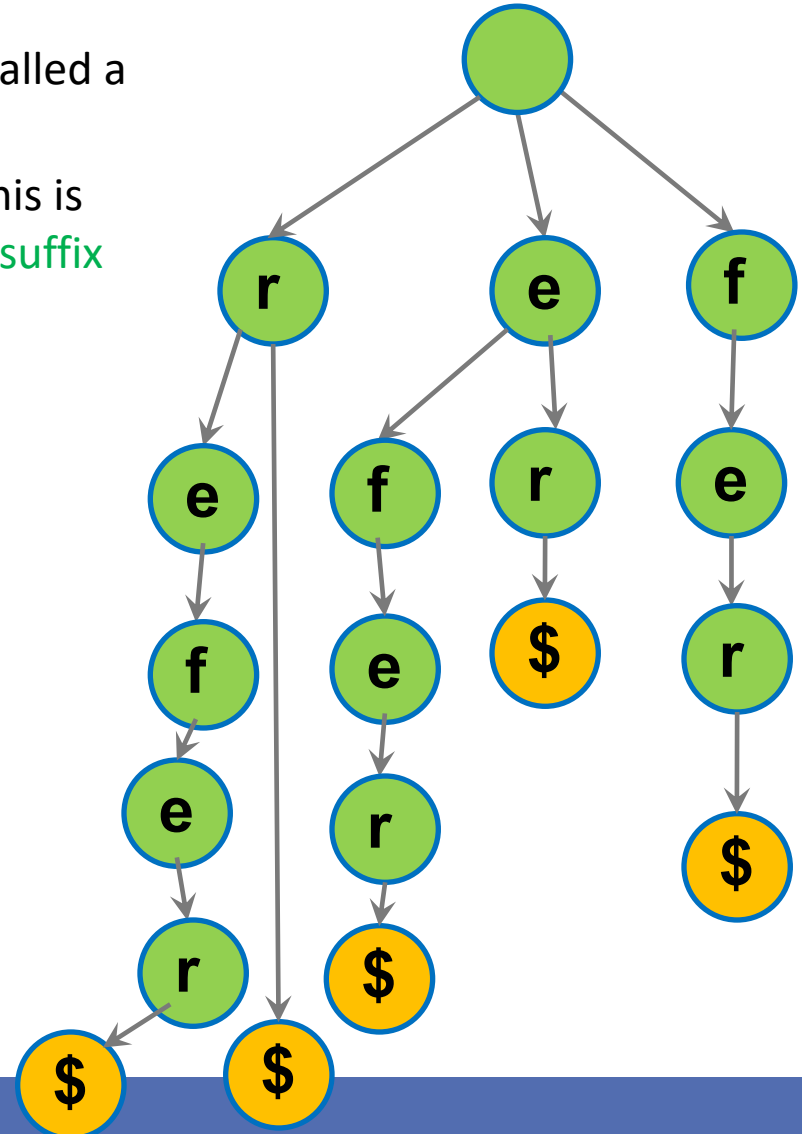 alled a
his is
suffix
r e f
e f r e
f e $ r
e r
r $ $
$ $